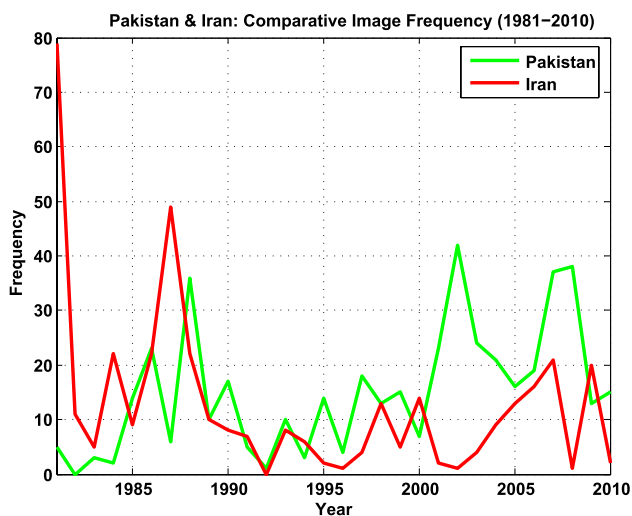 Pakistan & Iran: Comparative Image Frequency (1981−2010)
80
70
60
50
40
30
20
10
0
Frequency
Pakistan
Iran
1985 1990 1995 2000 2005 2010
Year